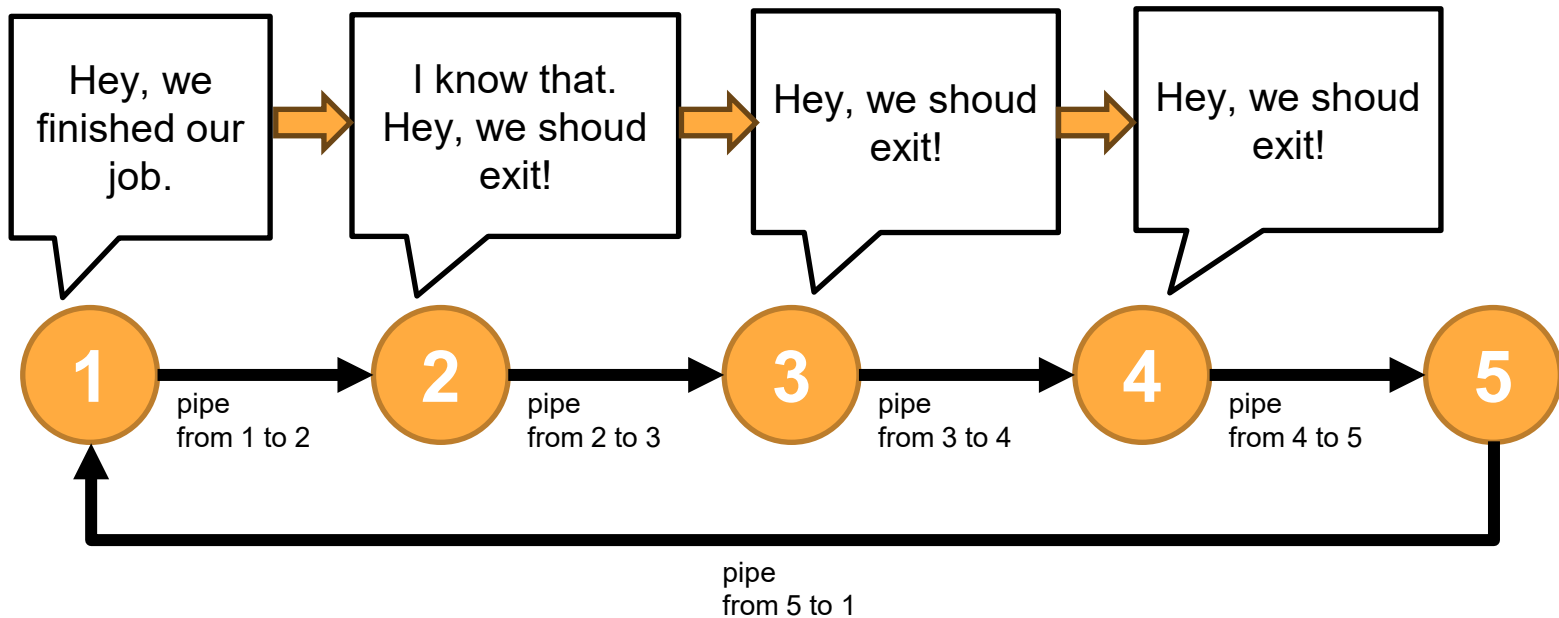 Hey, we
finished our
job.
I know that.
Hey, we shoud
exit!
Hey, we shoud
exit!
Hey, we shoud
exit!
1
2
3
4
5
pipe
from 1 to 2
pipe
from 2 to 3
pipe
from 3 to 4
pipe
from 4 to 5
pipe
from 5 to 1